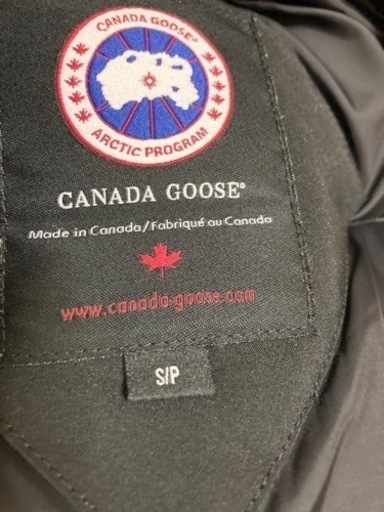 CANADA GOOSE®
ARCTIC PROGRAM
CANADA GOOSE®
Made in Canada/Fabriqué au Canada
www.canada-goose.com
S/P